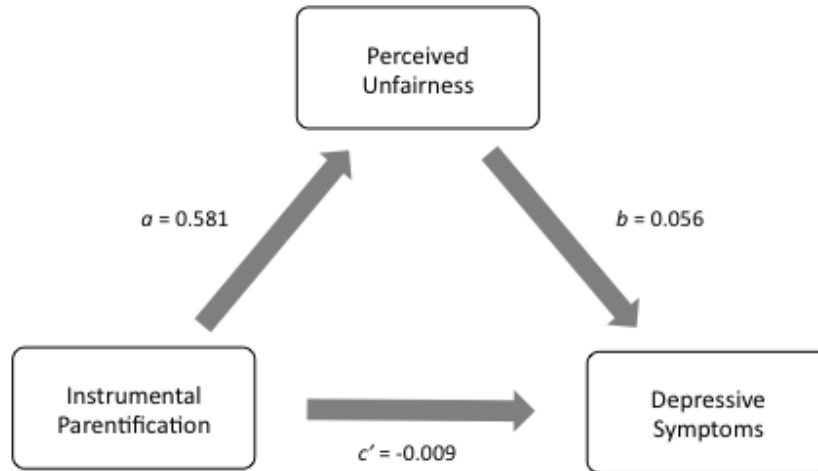 Perceived
Unfairness
a = 0.581
b = 0.056
Instrumental
Parentification
Depressive
Symptoms
c′ = -0.009